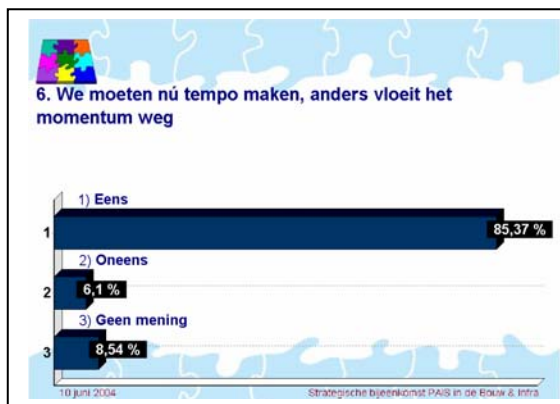 6. We moeten nú tempo maken, anders vloeit het
momentum weg
1) Eens
1
85,37 %
2) Oneens
2
6,1 %
3) Geen mening
3
8,54 %
10 juni 2004
Strategische bijeenkomst PAIS in de Bouw & Infra